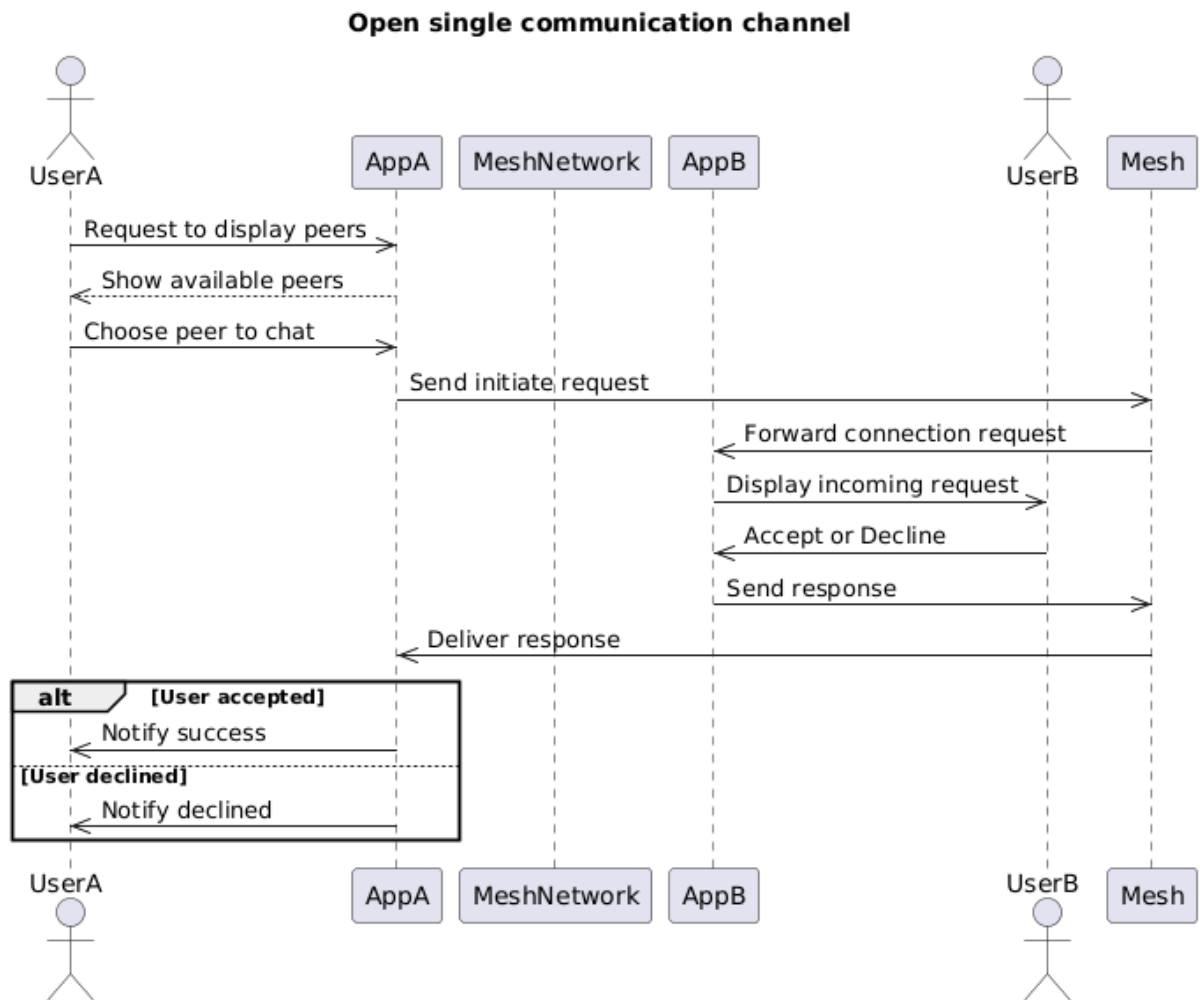 Open single communication channel
UserA
AppA
MeshNetwork
AppB
UserB
Mesh
Request to display peers
Show available peers
Choose peer to chat
Send initiate request
Forward connection request
Display incoming request
Accept or Decline
Send response
Deliver response
alt
[User accepted]
Notify success
[User declined]
Notify declined
UserA
AppA
MeshNetwork
AppB
UserB
Mesh